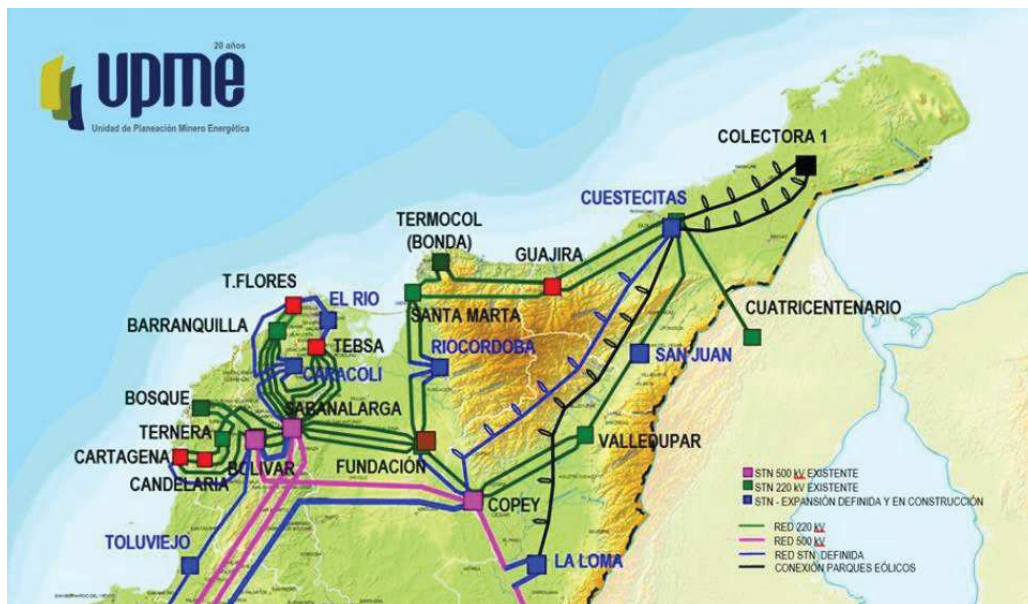 20 años
upme
Unidad de Planeación Minero Energética
COLECTORA 1
CUESTECITAS
TERMOCOL
(BONDA)
GUAJIRA
T.FLORES
EL RIO
CUATRICENTENARIO
SANTA MARTA
BARRANQUILLA
TEBSA
RIOCORDOBA
SAN JUAN
CARACOLI
BOSQUE
SABANALARGA
TERNERA
VALLEDUPAR
CARTAGENA
BOLIVAR
FUNDACIÓN
CANDELARIA
COPEY
TOLUVIEJO
LA LOMA
STN 500 kV EXISTENTE
STN 220 kV EXISTENTE
STN - EXPANSIÓN DEFINIDA Y EN CONSTRUCCIÓN
RED 220 kV
RED 500 kV
RED STN DEFINIDA
CONEXIÓN PARQUES EÓLICOS